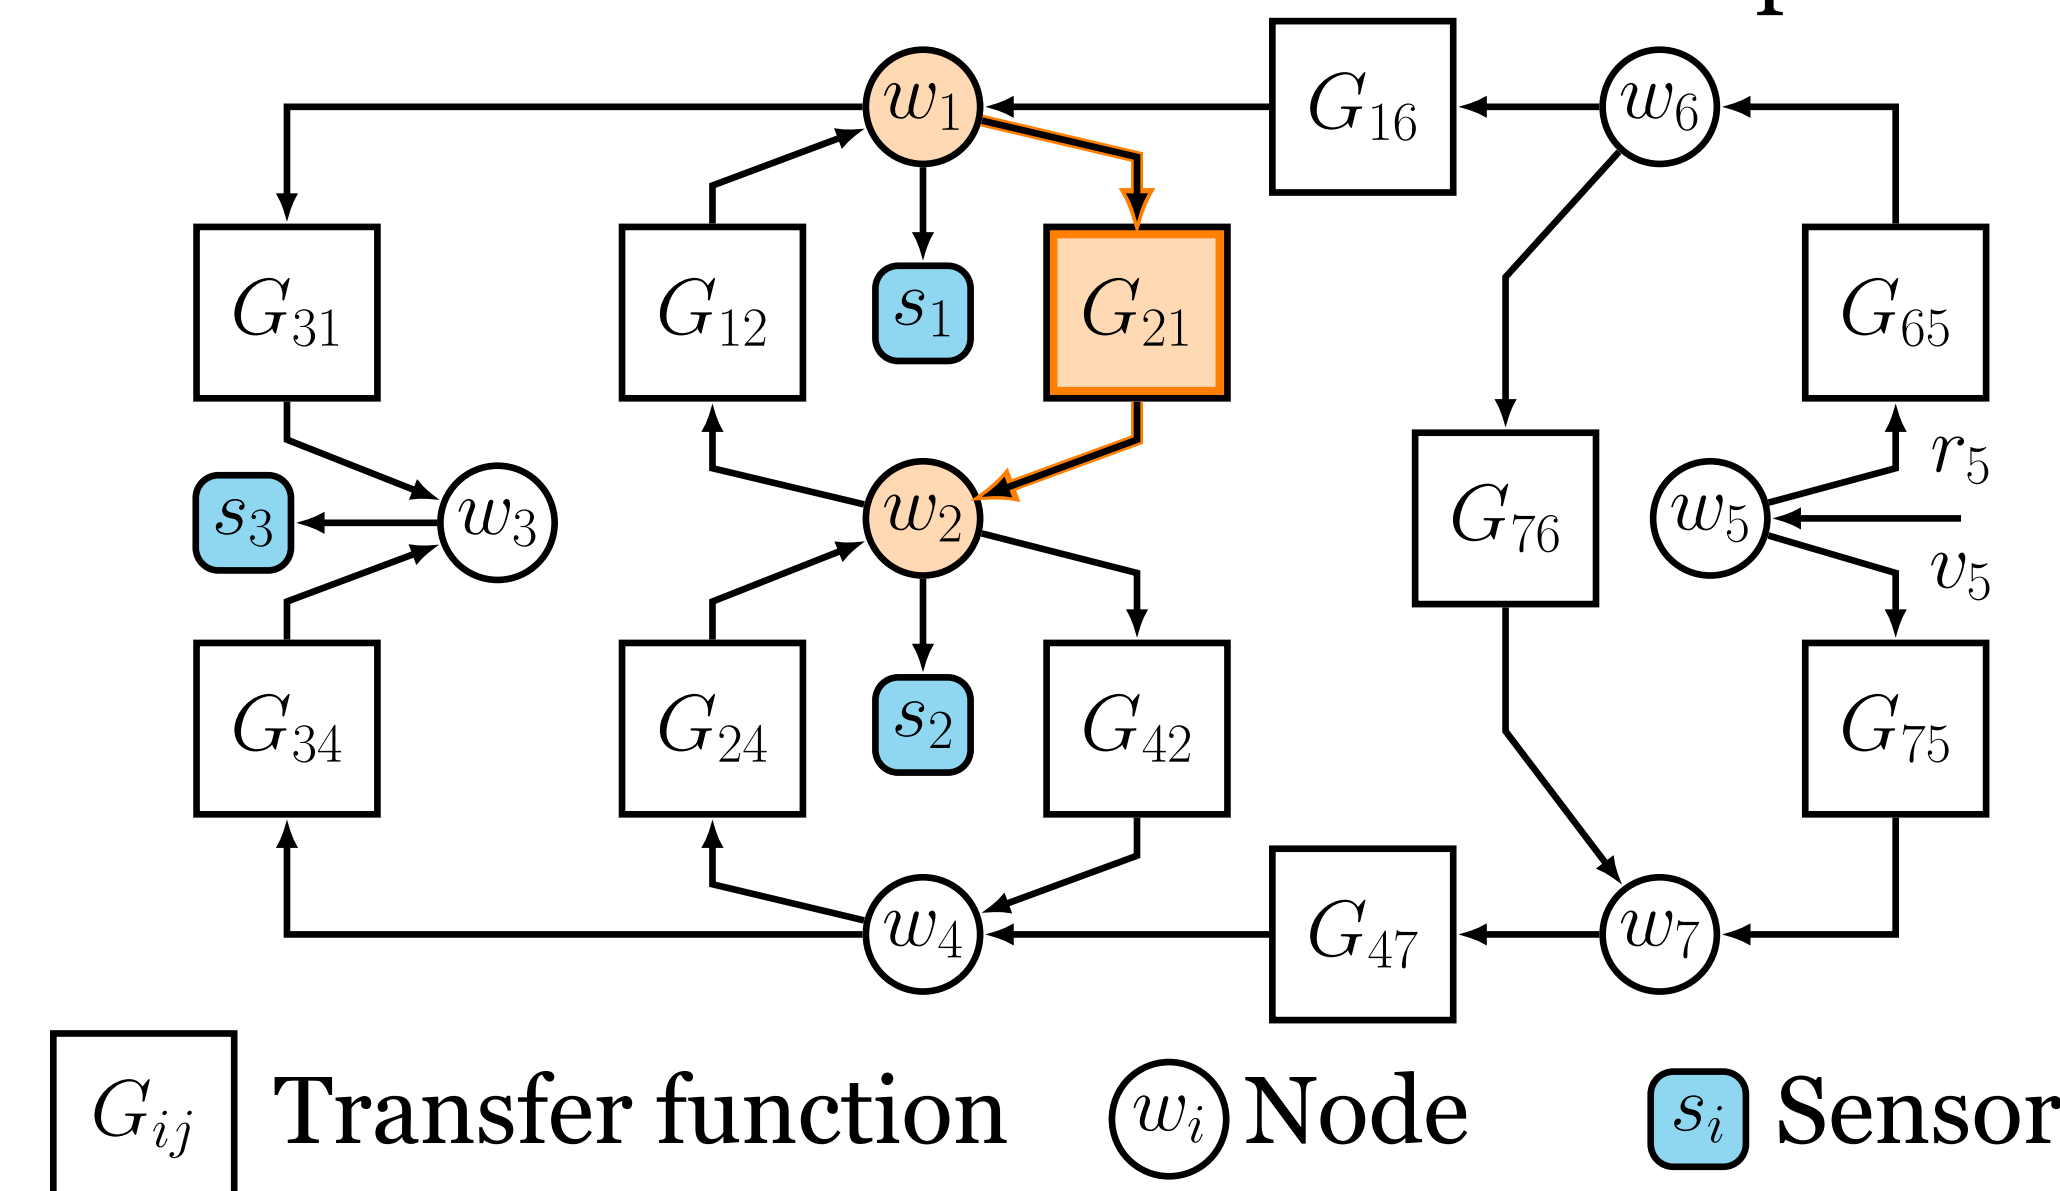 w1
G16
w6
G31
G12
s1
G21
G65
r5
s3
w3
w2
G76
w5
v5
G34
G24
s2
G42
G75
w4
G47
w7
Gij Transfer function wi Node si Sensor